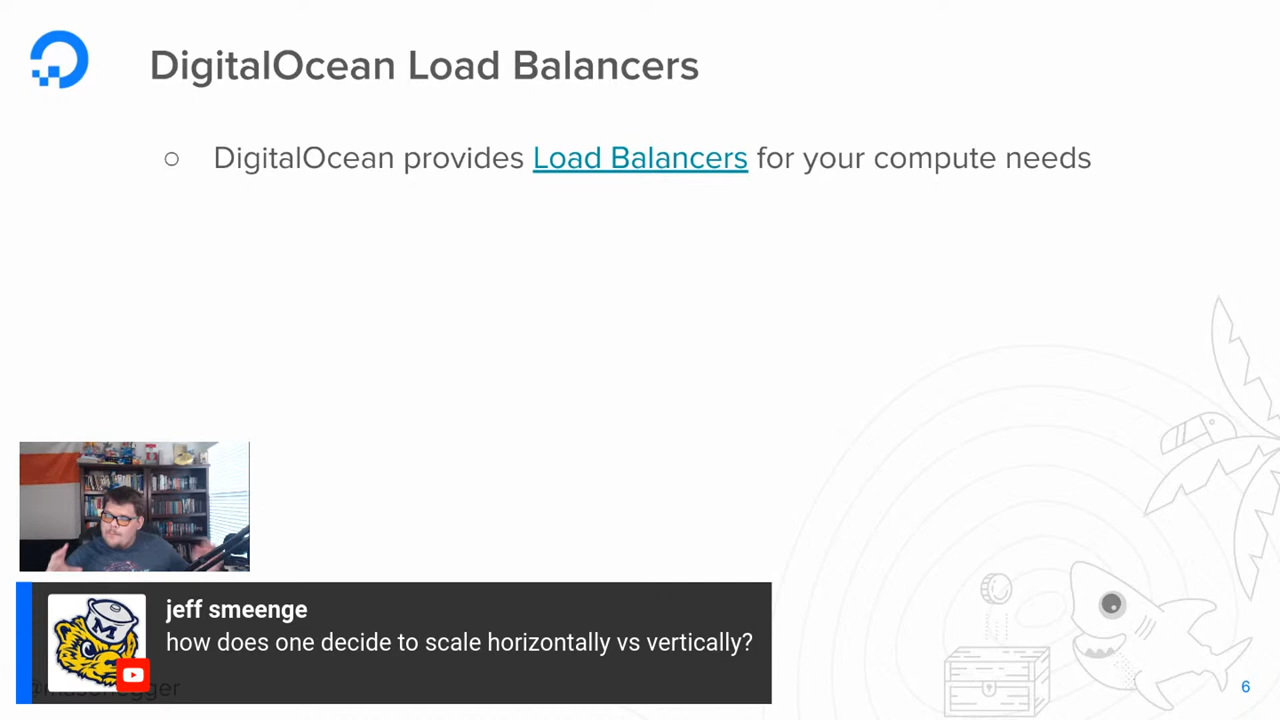 DigitalOcean Load Balancers
○ DigitalOcean provides Load Balancers for your compute needs
M
jeff smeenge
how does one decide to scale horizontally vs vertically?
6